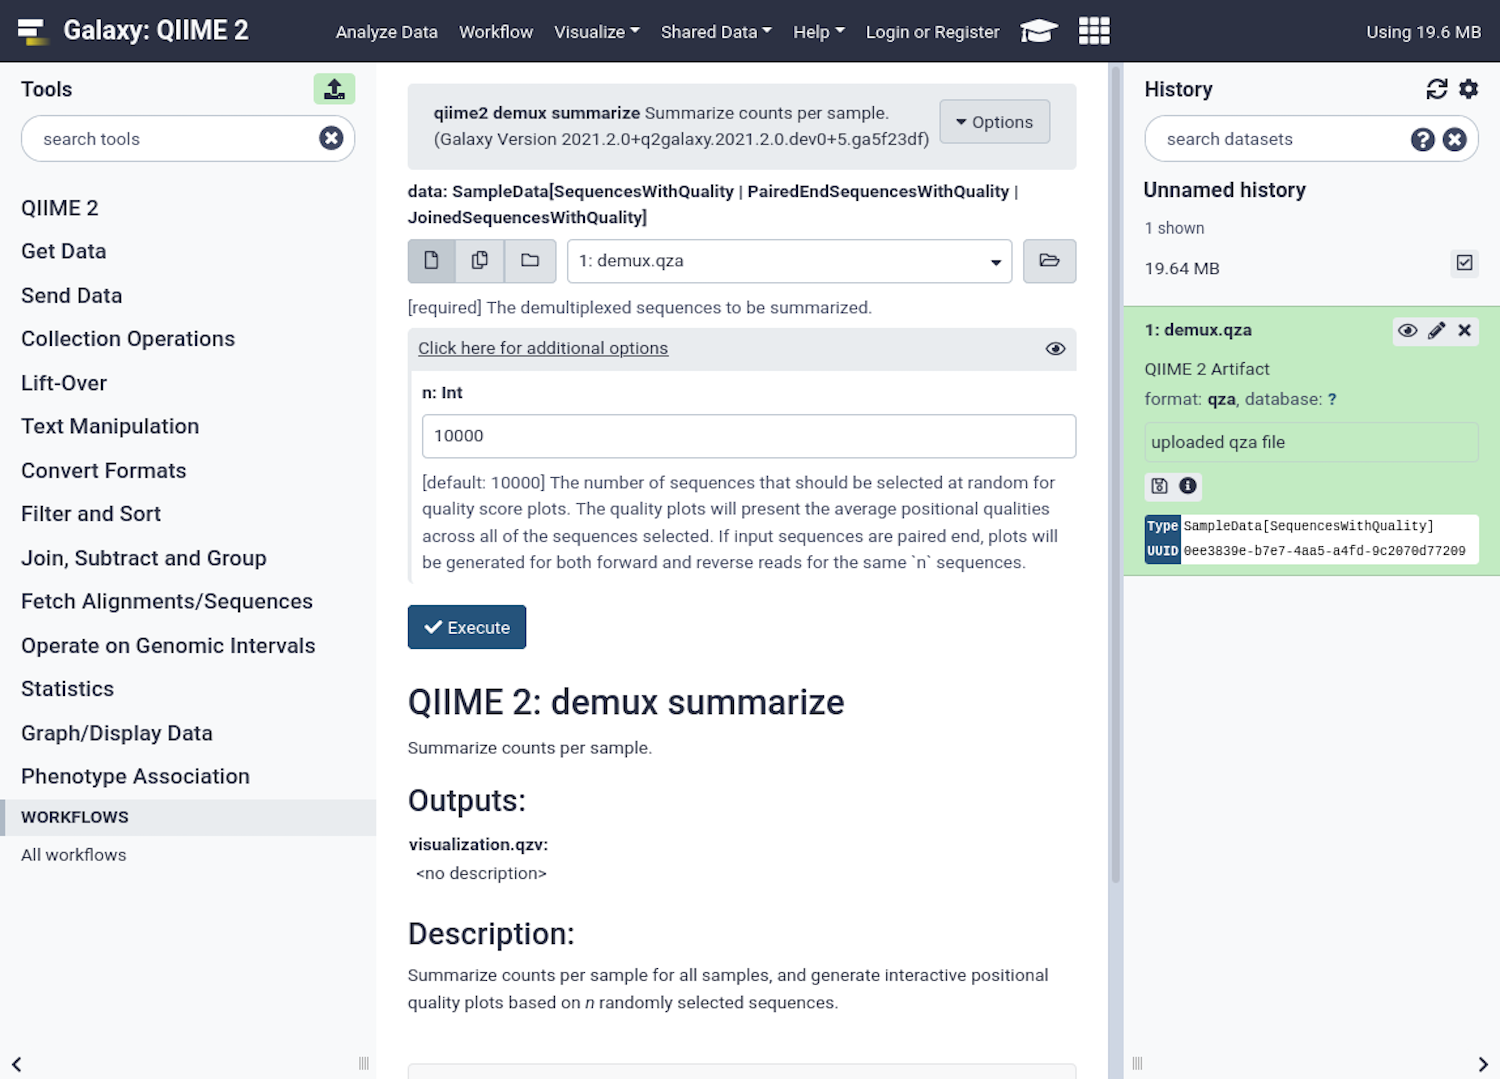 Galaxy: QIIME 2
Analyze Data Workflow Visualize Shared Data Help Login or Register
Using 19.6 MB
Tools
search tools
QIIME 2
Get Data
Send Data
Collection Operations
Lift-Over
Text Manipulation
Convert Formats
Filter and Sort
Join, Subtract and Group
Fetch Alignments/Sequences
Operate on Genomic Intervals
Statistics
Graph/Display Data
Phenotype Association
WORKFLOWS
All workflows
qiime2 demux summarize Summarize counts per sample.
(Galaxy Version 2021.2.0+q2galaxy.2021.2.0.dev0+5.ga5f23df)
Options
data: SampleData[SequencesWithQuality | PairedEndSequencesWithQuality |
JoinedSequencesWithQuality]
1: demux.qza
[required] The demultiplexed sequences to be summarized.
Click here for additional options
n: Int
10000
[default: 10000] The number of sequences that should be selected at random for
quality score plots. The quality plots will present the average positional qualities
across all of the sequences selected. If input sequences are paired end, plots will
be generated for both forward and reverse reads for the same `n` sequences.
Execute
QIIME 2: demux summarize
Summarize counts per sample.
Outputs:
visualization.qzv:
<no description>
Description:
Summarize counts per sample for all samples, and generate interactive positional
quality plots based on n randomly selected sequences.
History
search datasets
Unnamed history
1 shown
19.64 MB
1: demux.qza
QIIME 2 Artifact
format: qza, database: ?
uploaded qza file
Type SampleData[SequencesWithQuality]
UUID 0ee3839e-b7e7-4aa5-a4fd-9c2070d77209